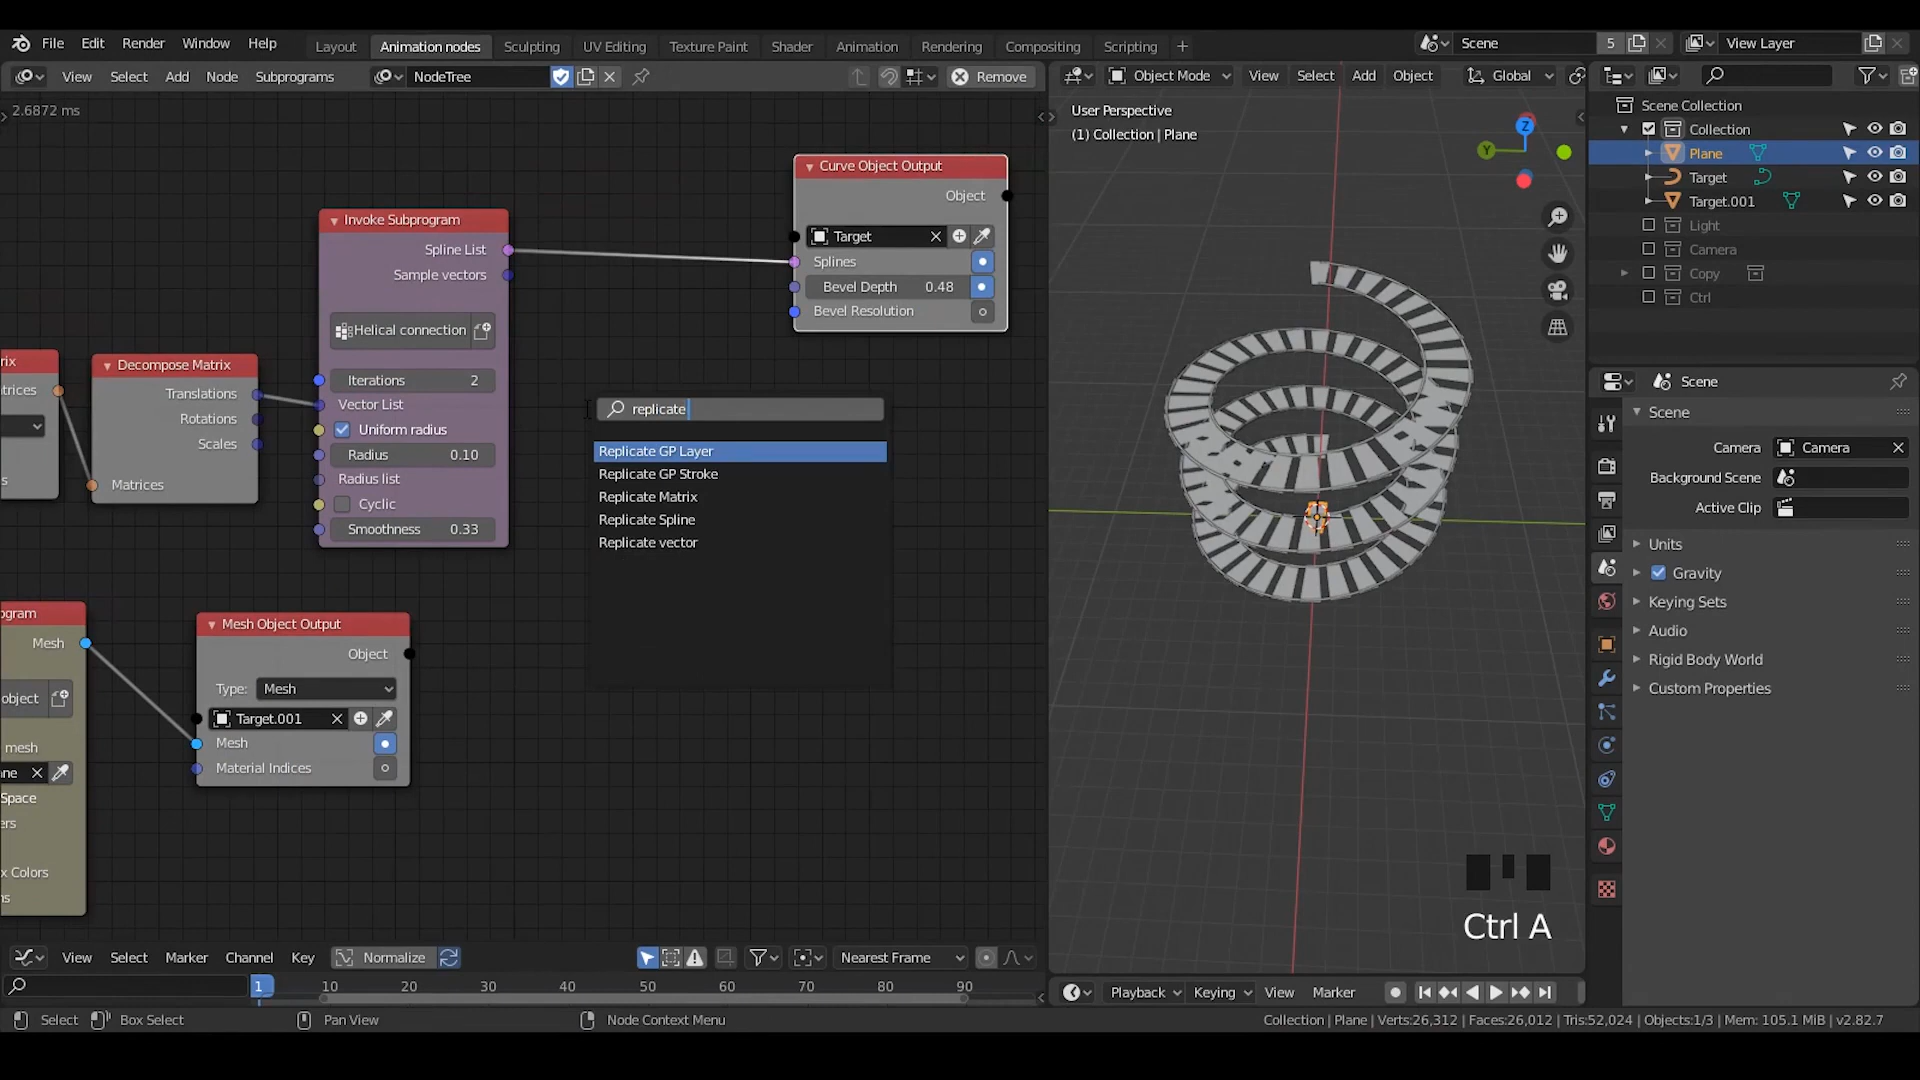 File Edit Render Window Help Layout Animation nodes Sculpting UV Editing Texture Paint Shader Animation Rendering Compositing Scripting + Scene 5 View Layer
View Select Add Node Subprograms NodeTree Remove Object Mode View Select Add Object Global
2.6872 ms
User Perspective
(1) Collection | Plane
Z
Y
Scene Collection
Collection
Plane
Target
Target.001
Light
Camera
Copy
Ctrl
Curve Object Output
Object
Target
Splines
Bevel Depth 0.48
Bevel Resolution
Invoke Subprogram
Spline List
Sample vectors
Helical connection
Iterations 2
Vector List
Uniform radius
Radius 0.10
Radius list
Cyclic
Smoothness 0.33
rix
atrices
s
Decompose Matrix
Translations
Rotations
Scales
Matrices
replicate
Replicate GP Layer
Replicate GP Stroke
Replicate Matrix
Replicate Spline
Replicate vector
ogram
Mesh
object
mesh
ne
Space
ers
x Colors
ns
Mesh Object Output
Object
Type: Mesh
Target.001
Mesh
Material Indices
Scene
Scene
Camera Camera
Background Scene
Active Clip
Units
Gravity
Keying Sets
Audio
Rigid Body World
Custom Properties
Ctrl A
View Select Marker Channel Key Normalize Nearest Frame
1 10 20 30 40 50 60 70 80 90
Playback Keying View Marker
Select Box Select Pan View Node Context Menu Collection | Plane | Verts:26,312 | Faces:26,012 | Tris:52,024 | Objects:1/3 | Mem: 105.1 MiB | v2.82.7